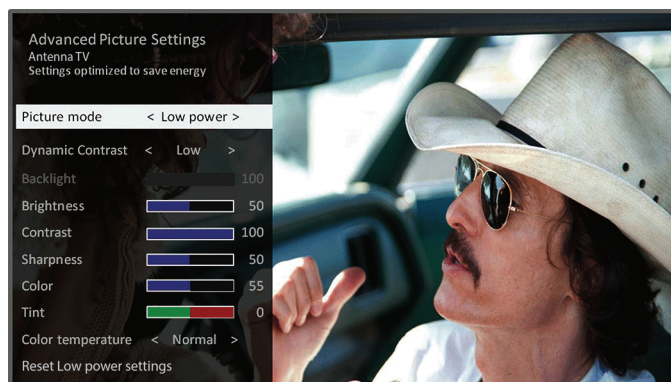 Advanced Picture Settings
Antenna TV
Settings optimized to save energy
Picture mode < Low power >
Dynamic Contrast < Low >
Backlight 100
Brightness 50
Contrast 100
Sharpness 50
Color 55
Tint 0
Color temperature < Normal >
Reset Low power settings